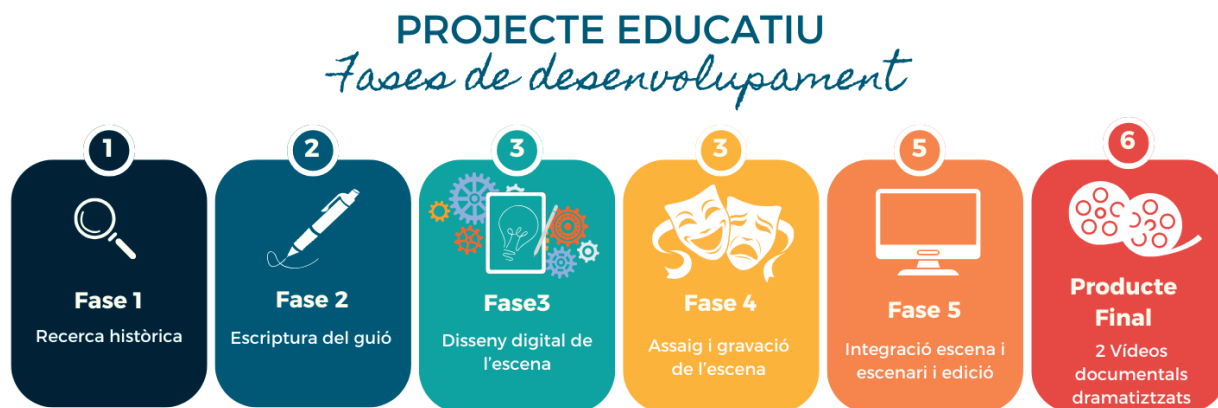 PROJECTE EDUCATIU
Fases de desenvolupament
1
Fase 1
Recerca històrica
2
Fase 2
Escriptura del guió
3
Fase3
Disseny digital de
l'escena
3
Fase 4
Assaig i gravació
de l'escena
5
Fase 5
Integració escena i
escenari i edició
6
Producte
Final
2 Vídeos
documentals
dramatiztzats